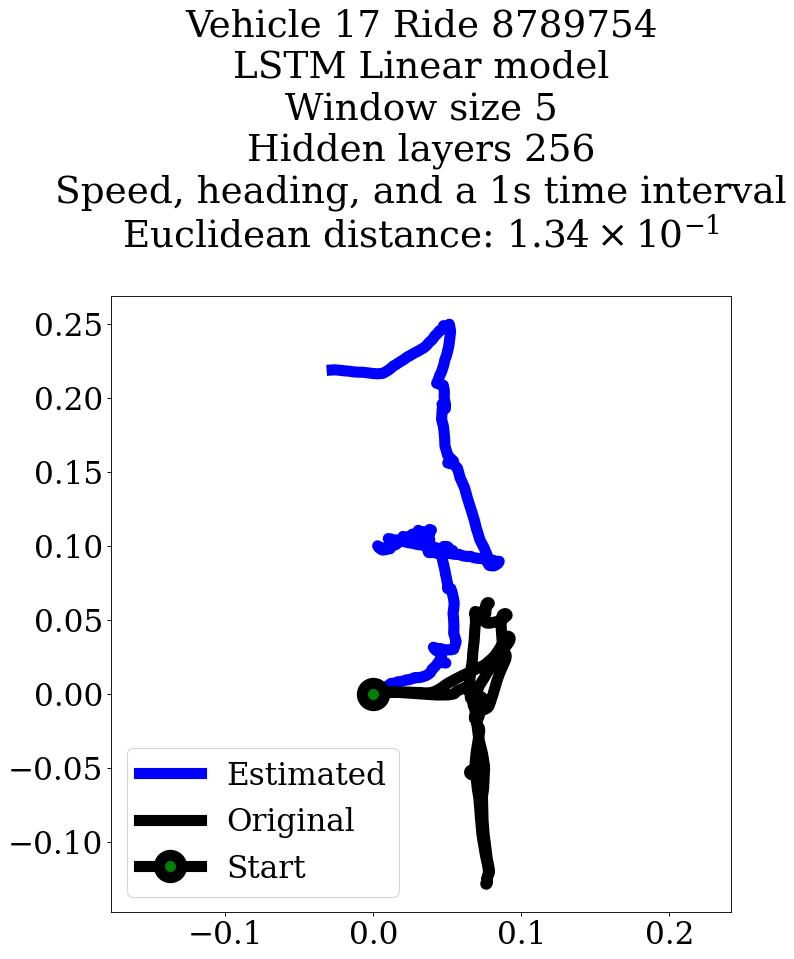 Vehicle 17 Ride 8789754
LSTM Linear model
Window size 5
Hidden layers 256
Speed, heading, and a 1s time interval
Euclidean distance: 1.34 × 10⁻¹
0.25
0.20
0.15
0.10
0.05
0.00
−0.05
−0.10
Estimated
Original
Start
−0.1
0.0
0.1
0.2